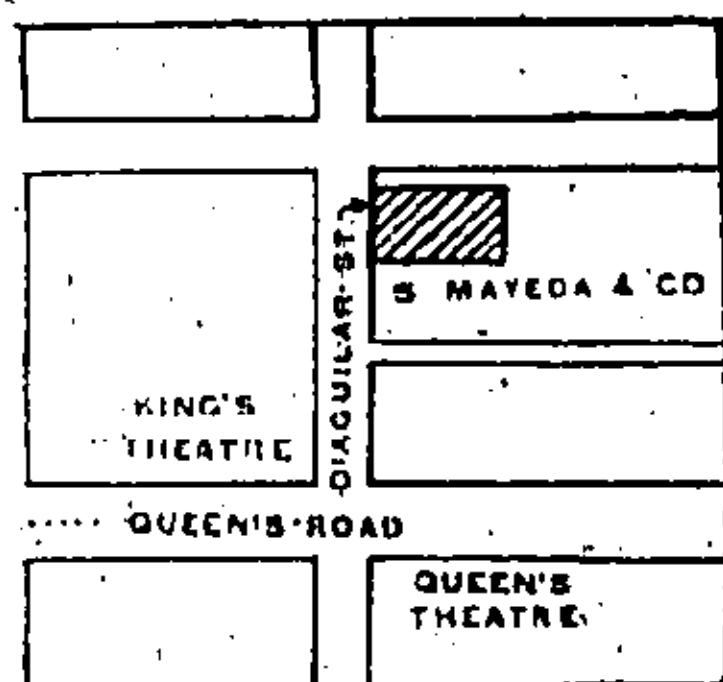 S MAYEDA & CO
D'AGUILAR ST.
KING'S
THEATRE
QUEEN'S ROAD
QUEEN'S
THEATRE